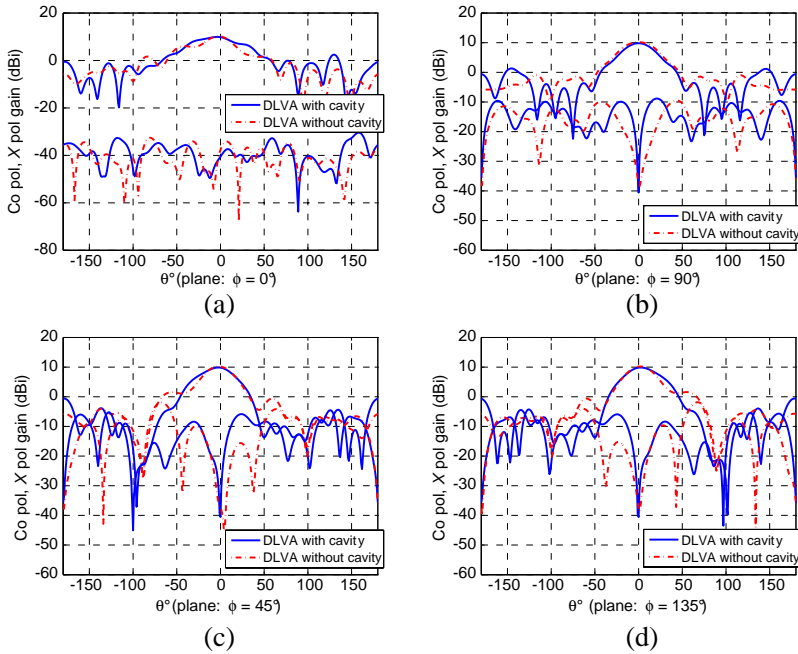 20
0
-20
-40
-60
-80
Co pol, X pol gain (dBi)
DLVA with cavity
DLVA without cavity
-150 -100 -50 0 50 100 150
θ° (plane: ϕ = 0°)
(a)
20
10
0
-10
-20
-30
-40
-50
-60
Co pol, X pol gain (dBi)
DLVA with cavity
DLVA without cavity
-150 -100 -50 0 50 100 150
θ° (plane: ϕ = 90°)
(b)
20
10
0
-10
-20
-30
-40
-50
-60
Co pol, X pol gain (dBi)
DLVA with cavity
DLVA without cavity
-150 -100 -50 0 50 100 150
θ° (plane: ϕ = 45°)
(c)
20
10
0
-10
-20
-30
-40
-50
-60
Co pol, X pol gain (dBi)
DLVA with cavity
DLVA without cavity
-150 -100 -50 0 50 100 150
θ° (plane: ϕ = 135°)
(d)